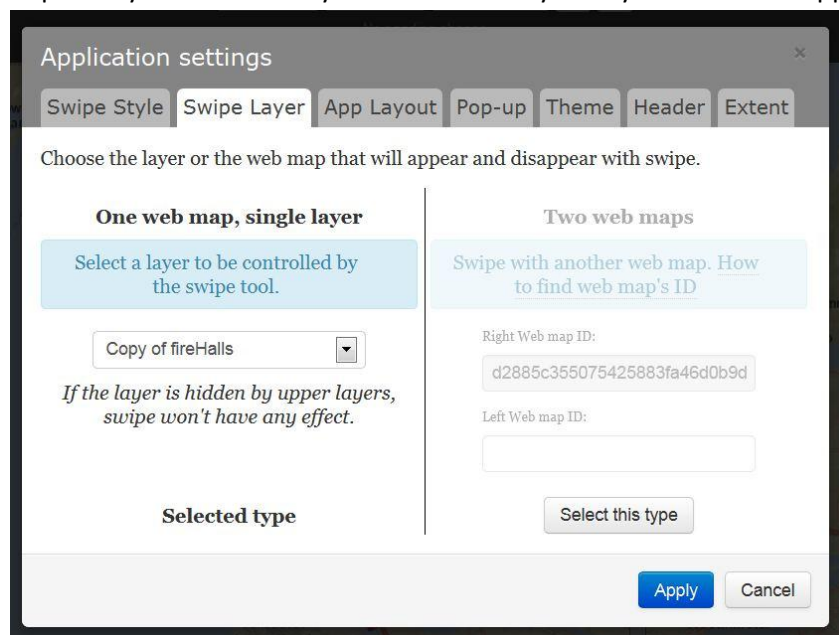 Application settings
×
Swipe Style Swipe Layer App Layout Pop-up Theme Header Extent
Choose the layer or the web map that will appear and disappear with swipe.
One web map, single layer
Select a layer to be controlled by
the swipe tool.
Copy of fireHalls
If the layer is hidden by upper layers,
swipe won't have any effect.
Selected type
Two web maps
Swipe with another web map. How
to find web map's ID
Right Web map ID:
d2885c355075425883fa46d0b9d
Left Web map ID:
Select this type
Apply Cancel